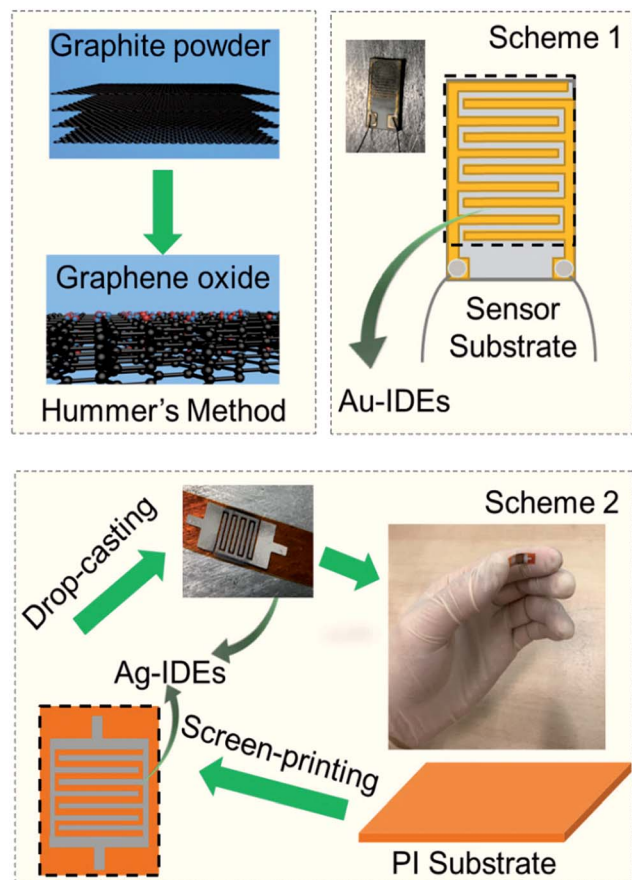 Graphite powder
Graphene oxide
Hummer's Method
Scheme 1
Sensor
Substrate
Au-IDEs
Scheme 2
Drop-casting
Ag-IDEs
Screen-printing
PI Substrate